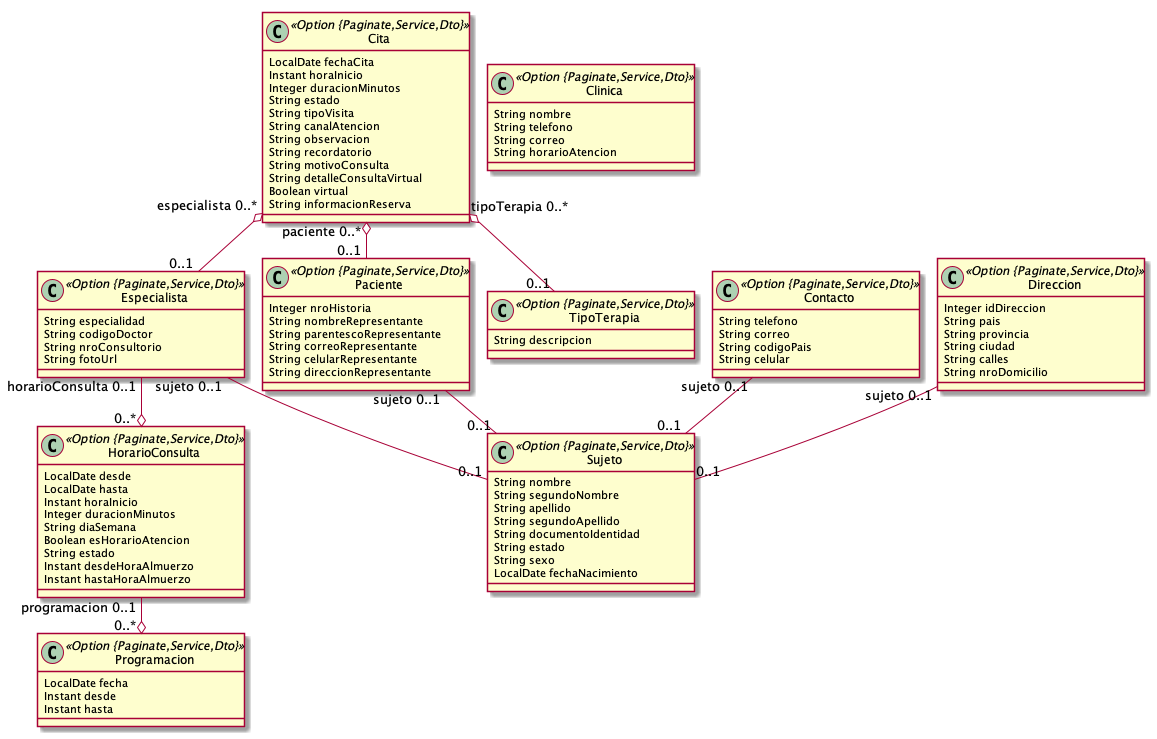 C «Option {Paginate,Service,Dto}»
Cita
LocalDate fechaCita
Instant horaInicio
Integer duracionMinutos
String estado
String tipoVisita
String canalAtencion
String observacion
String recordatorio
String motivoConsulta
String detalleConsultaVirtual
Boolean virtual
String informacionReserva
C «Option {Paginate,Service,Dto}»
Clinica
String nombre
String telefono
String correo
String horarioAtencion
especialista 0..*
0..1
paciente 0..*
0..1
tipoTerapia 0..*
0..1
C «Option {Paginate,Service,Dto}»
Especialista
String especialidad
String codigoDoctor
String nroConsultorio
String fotoUrl
C «Option {Paginate,Service,Dto}»
Paciente
Integer nroHistoria
String nombreRepresentante
String parentescoRepresentante
String correoRepresentante
String celularRepresentante
String direccionRepresentante
C «Option {Paginate,Service,Dto}»
TipoTerapia
String descripcion
C «Option {Paginate,Service,Dto}»
Contacto
String telefono
String correo
String codigoPais
String celular
C «Option {Paginate,Service,Dto}»
Direccion
Integer idDireccion
String pais
String provincia
String ciudad
String calles
String nroDomicilio
horarioConsulta 0..1
0..*
sujeto 0..1
0..1
sujeto 0..1
0..1
sujeto 0..1
0..1
sujeto 0..1
0..1
C «Option {Paginate,Service,Dto}»
HorarioConsulta
LocalDate desde
LocalDate hasta
Instant horaInicio
Integer duracionMinutos
String diaSemana
Boolean esHorarioAtencion
String estado
Instant desdeHoraAlmuerzo
Instant hastaHoraAlmuerzo
C «Option {Paginate,Service,Dto}»
Sujeto
String nombre
String segundoNombre
String apellido
String segundoApellido
String documentoIdentidad
String estado
String sexo
LocalDate fechaNacimiento
programacion 0..1
0..*
C «Option {Paginate,Service,Dto}»
Programacion
LocalDate fecha
Instant desde
Instant hasta